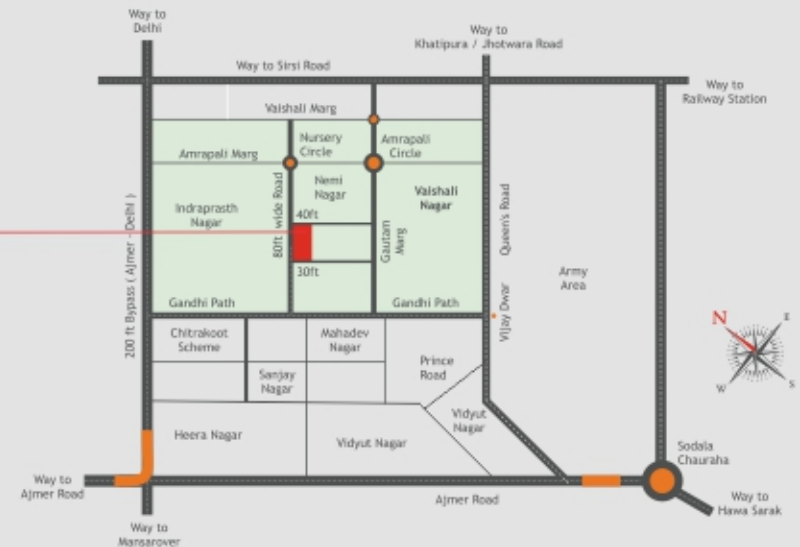 Way to
Delhi
Way to
Khatipura / Jhotwara Road
Way to Sirsi Road
Way to
Railway Station
Vaishali Marg
Nursery
Circle
Amrapali
Circle
Amrapali Marg
Nemi
Nagar
Vaishali
Nagar
Indraprasth
Nagar
40ft
80ft wide Road
Gautam
Marg
Queen's Road
200 ft Bypass ( Ajmer - Delhi )
30ft
Army
Area
Gandhi Path
Gandhi Path
Vijay Dwar
N
E
W
S
Chitrakoot
Scheme
Mahadev
Nagar
Prince
Road
Sanjay
Nagar
Vidyut
Nagar
Heera Nagar
Vidyut Nagar
Sodala
Chauraha
Way to
Ajmer Road
Ajmer Road
Way to
Hawa Sarak
Way to
Mansarover